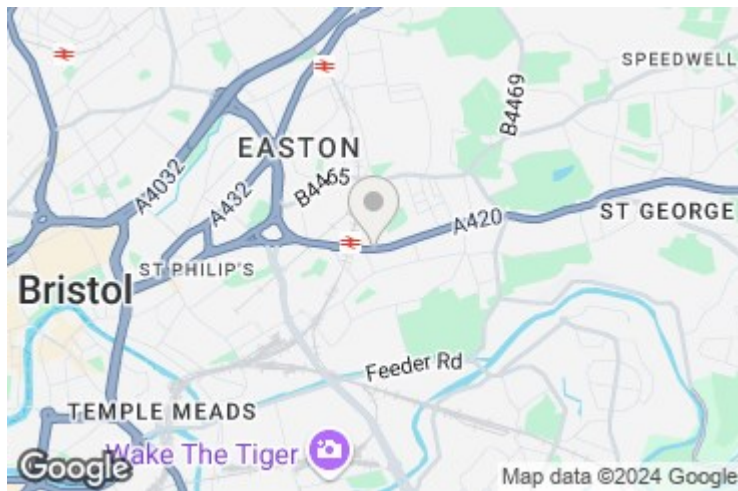 SPEEDWELL
B4469
EASTON
A4032
A432
B4465
ST GEORGE
A420
ST PHILIP'S
Bristol
Feeder Rd
TEMPLE MEADS
Wake The Tiger
Google
Map data ©2024 Google